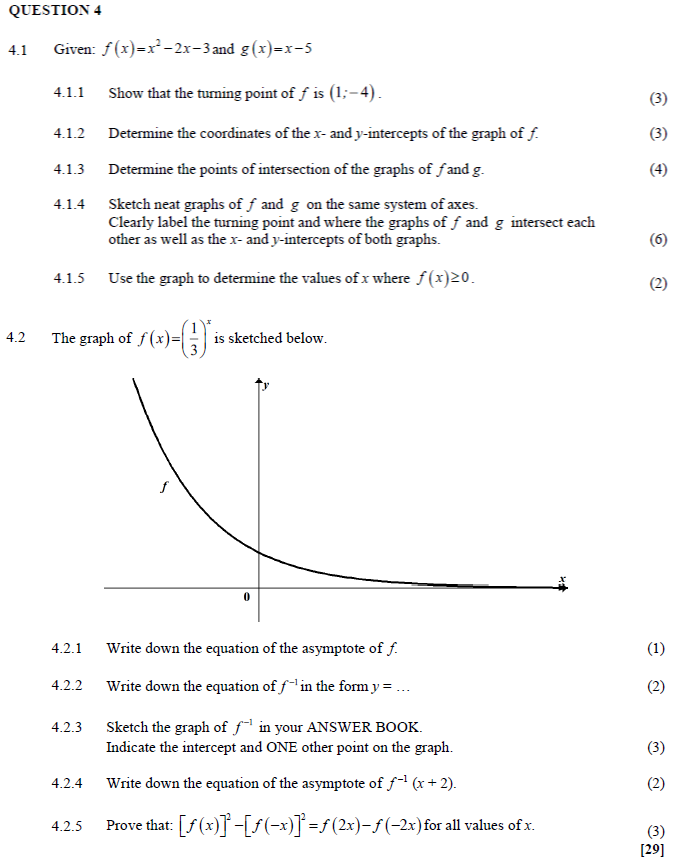 QUESTION 4
4.1 Given: f(x)=x²−2x−3 and g(x)=x−5
4.1.1 Show that the turning point of f is (1;−4). (3)
4.1.2 Determine the coordinates of the x- and y-intercepts of the graph of f. (3)
4.1.3 Determine the points of intersection of the graphs of f and g. (4)
4.1.4 Sketch neat graphs of f and g on the same system of axes.
Clearly label the turning point and where the graphs of f and g intersect each
other as well as the x- and y-intercepts of both graphs. (6)
4.1.5 Use the graph to determine the values of x where f(x)≥0. (2)
4.2 The graph of f(x)=(1/3)ˣ is sketched below.
y
f
x
0
4.2.1 Write down the equation of the asymptote of f. (1)
4.2.2 Write down the equation of f⁻¹ in the form y = … (2)
4.2.3 Sketch the graph of f⁻¹ in your ANSWER BOOK.
Indicate the intercept and ONE other point on the graph. (3)
4.2.4 Write down the equation of the asymptote of f⁻¹ (x + 2). (2)
4.2.5 Prove that: [f(x)]²−[f(−x)]²=f(2x)−f(−2x) for all values of x. (3)
[29]